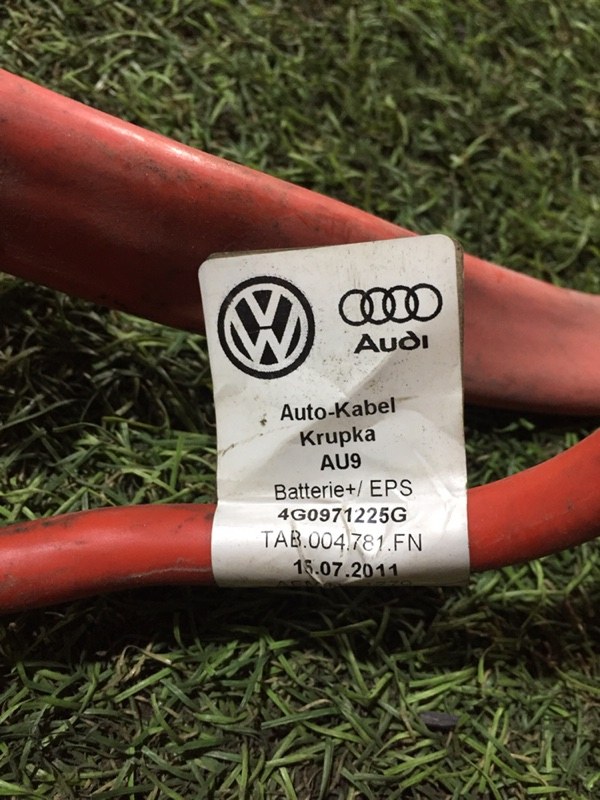 Audi
Auto-Kabel
Krupka
AU9
Batterie+/ EPS
4G0971225G
TAB.004.781.FN
15.07.2011